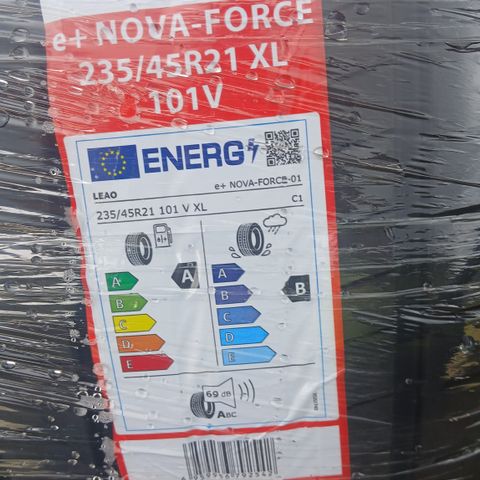 e+ NOVA-FORCE
235/45R21 XL
101V
ENERG
LEAO e+ NOVA-FORCE-01
235/45R21 101 V XL C1
A A A B
B B
C C
D D
E E
69 dB
ABC